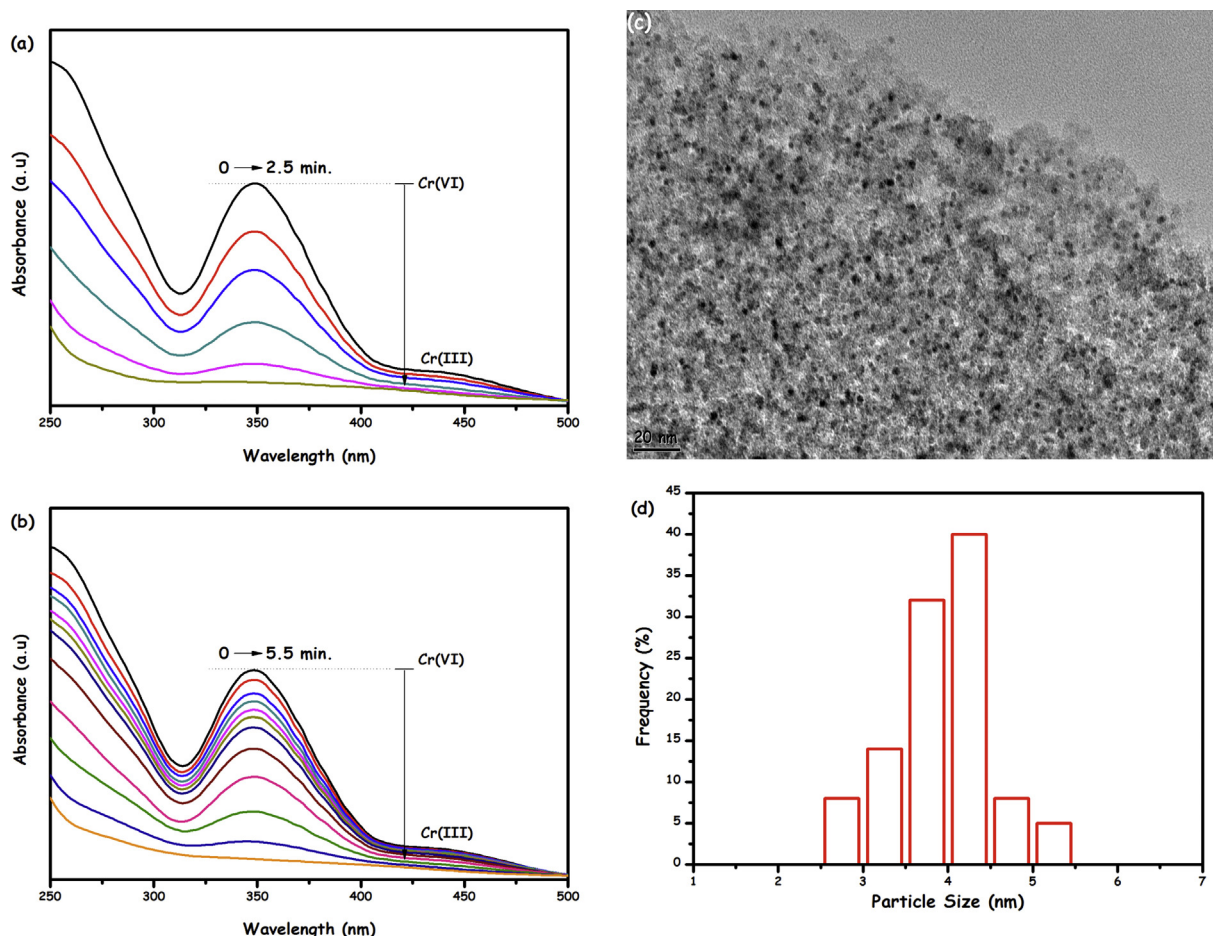 (a)
Absorbance (a.u)
0 → 2.5 min.
Cr(VI)
Cr(III)
250 300 350 400 450 500
Wavelength (nm)
(b)
Absorbance (a.u)
0 → 5.5 min.
Cr(VI)
Cr(III)
250 300 350 400 450 500
Wavelength (nm)
(c)
20 nm
(d)
Frequency (%)
45
40
35
30
25
20
15
10
5
0
1 2 3 4 5 6 7
Particle Size (nm)